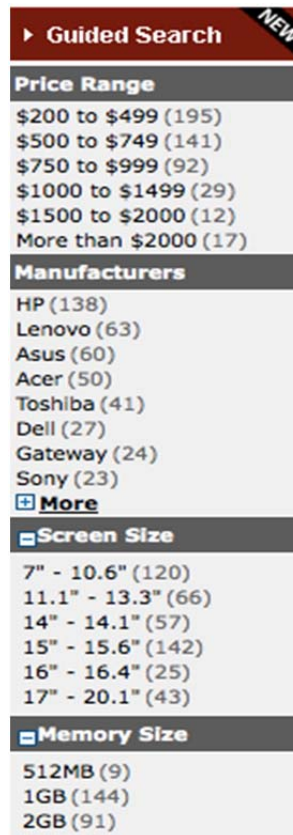 Guided Search
NEW
Price Range
$200 to $499 (195)
$500 to $749 (141)
$750 to $999 (92)
$1000 to $1499 (29)
$1500 to $2000 (12)
More than $2000 (17)
Manufacturers
HP (138)
Lenovo (63)
Asus (60)
Acer (50)
Toshiba (41)
Dell (27)
Gateway (24)
Sony (23)
More
Screen Size
7" - 10.6" (120)
11.1" - 13.3" (66)
14" - 14.1" (57)
15" - 15.6" (142)
16" - 16.4" (25)
17" - 20.1" (43)
Memory Size
512MB (9)
1GB (144)
2GB (91)